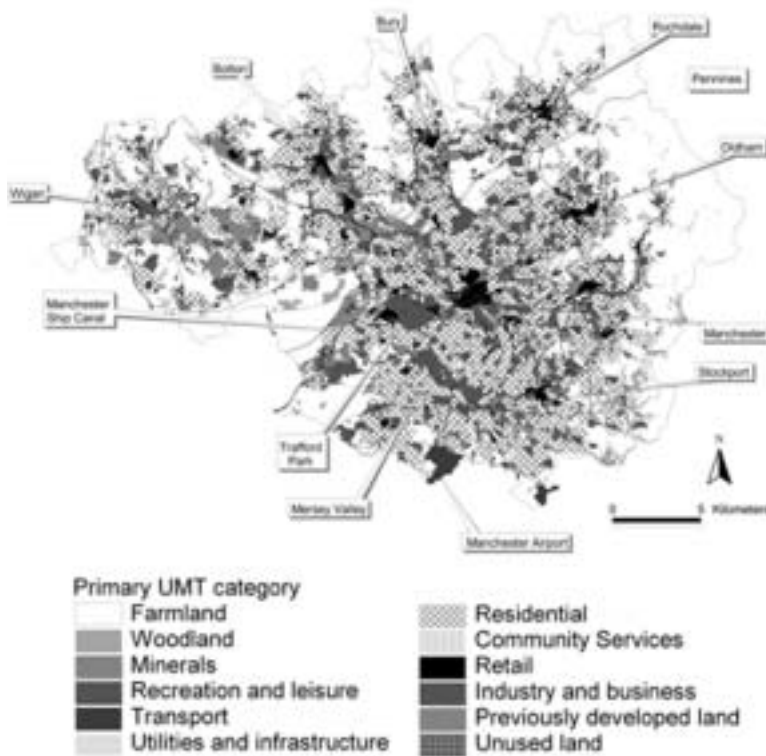 Bury
Rochdale
Bolton
Pennines
Oldham
Wigan
Manchester
Ship Canal
Manchester
Stockport
Trafford
Park
Mersey Valley
Manchester Airport
N
0 5 Kilometers
Primary UMT category
Farmland
Woodland
Minerals
Recreation and leisure
Transport
Utilities and infrastructure
Residential
Community Services
Retail
Industry and business
Previously developed land
Unused land